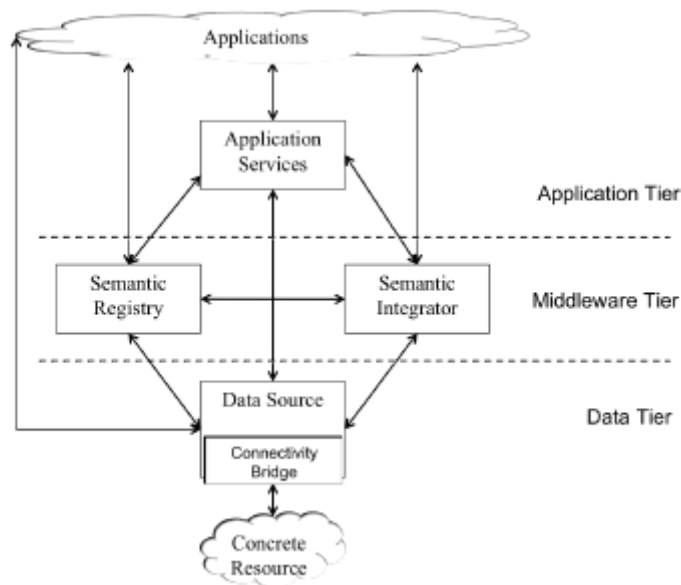 Applications
Application
Services
Application Tier
Semantic
Registry
Semantic
Integrator
Middleware Tier
Data Source
Data Tier
Connectivity
Bridge
Concrete
Resource